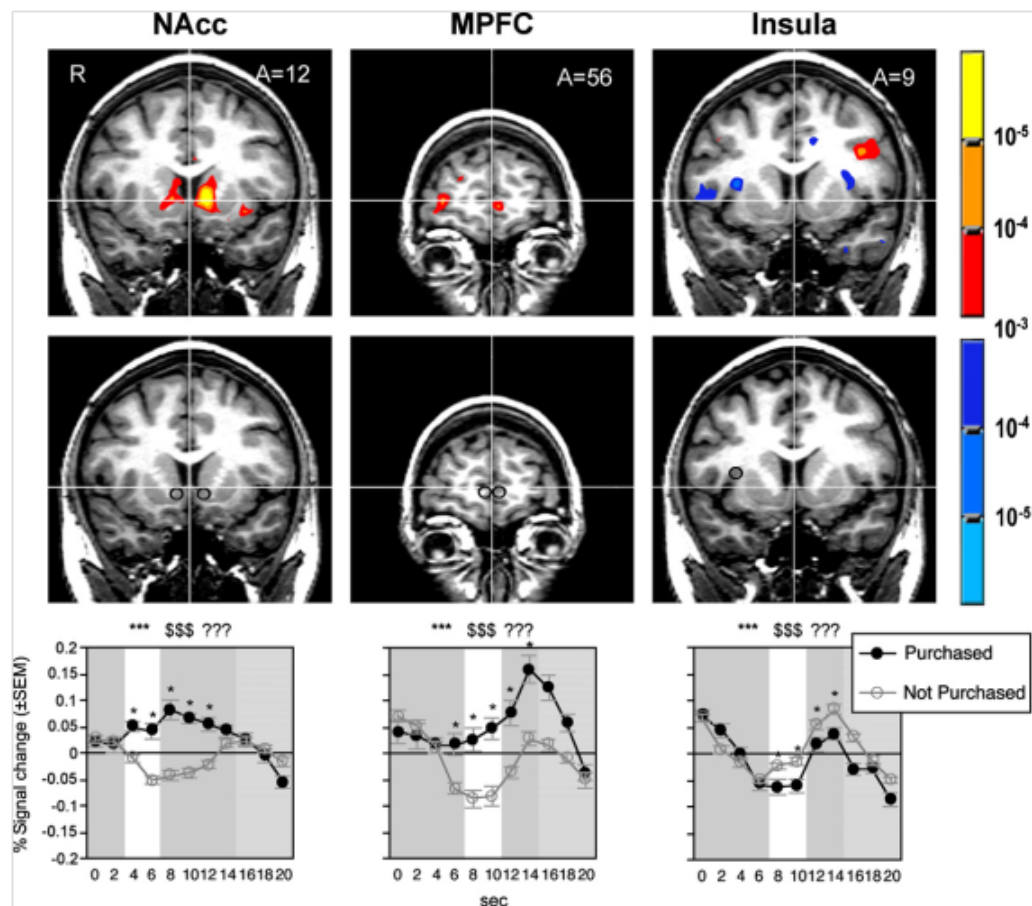 NAcc MPFC Insula
R A=12 A=56 A=9
10-5
10-4
10-3
10-4
10-5
*** $$$ ??? *** $$$ ??? *** $$$ ???
Purchased
Not Purchased
% Signal change (±SEM)
0.2
0.15
0.1
0.05
0
-0.05
-0.1
-0.15
-0.2
* * * * *
* * * * *
* * * *
0 2 4 6 8 10 12 14 16 18 20 0 2 4 6 8 10 12 14 16 18 20 0 2 4 6 8 10 12 14 16 18 20
sec